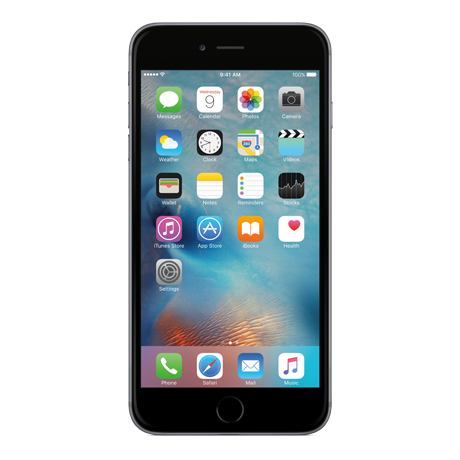 9:41 AM 100%
Wednesday
9
Messages Calendar Photos Camera
280
Weather Clock Maps Videos
Wallet Notes Reminders Stocks
iTunes Store App Store iBooks Health
Settings
Phone Safari Mail Music